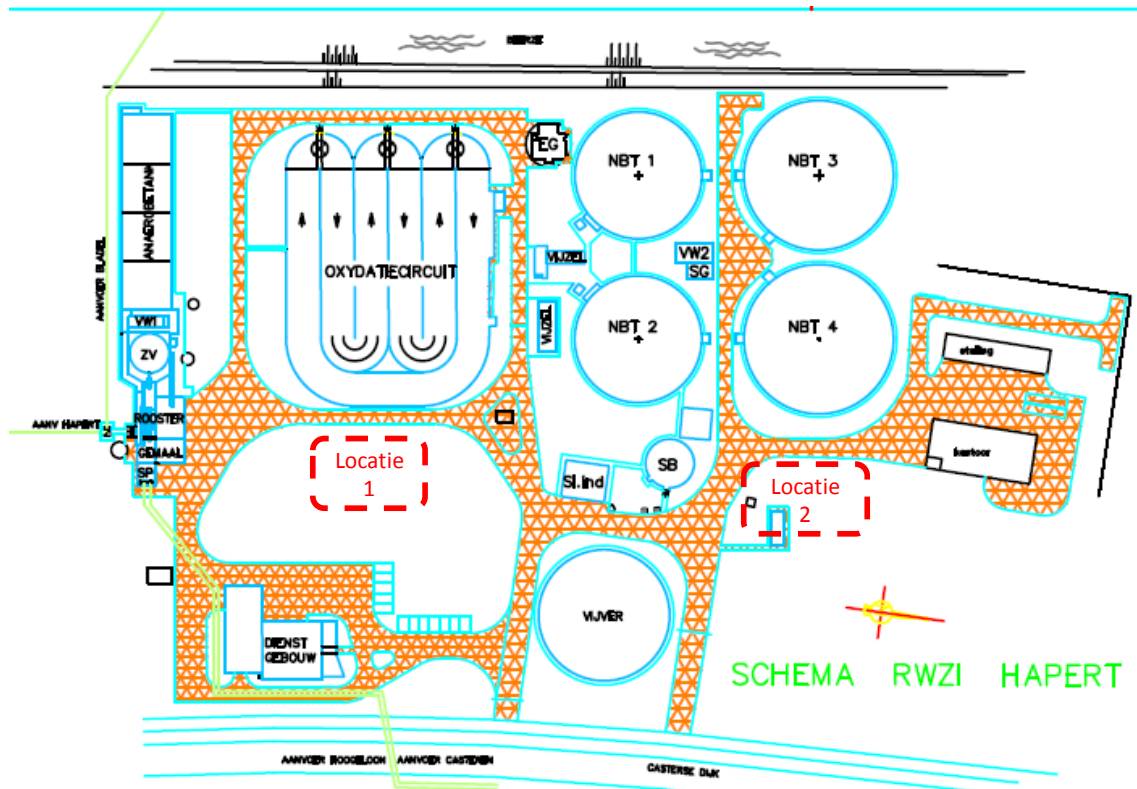 EG
NBT 1
NBT 3
ANAEROBETANK
AANVOER BLADEL
OXYDATIECIRCUIT
VIJZEL
VW2
SG
VIJZEL
NBT 2
NBT 4
VW1
ZV
stalling
AANV HAPERT
ROOSTER
GEMAAL
SP
Locatie
1
SB
Sl.ind
kantoor
Locatie
2
VIJVER
DIENST
GEBOUW
SCHEMA RWZI HAPERT
AANVOER HOOGELOON
AANVOER CASTEREN
CASTERSE DIJK